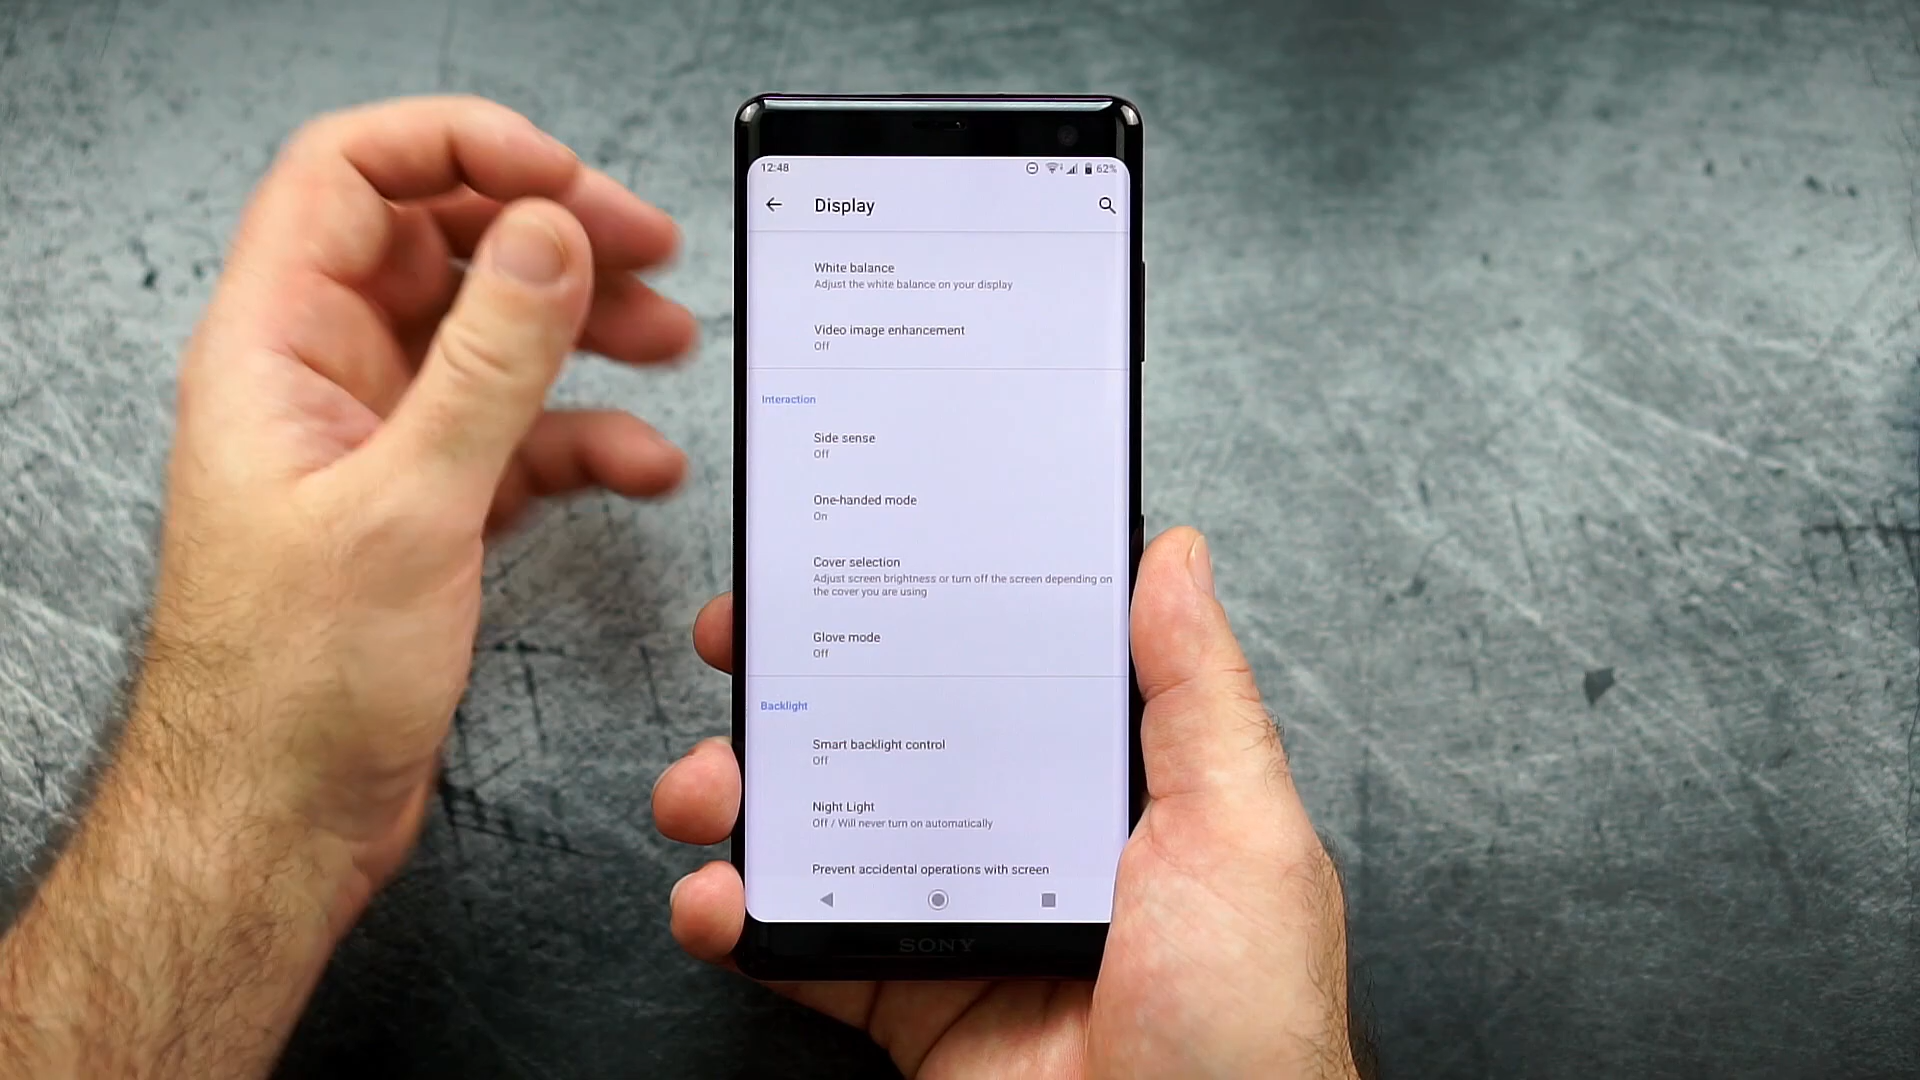 12:48
62%
Display
White balance
Adjust the white balance on your display
Video image enhancement
Off
Interaction
Side sense
Off
One-handed mode
On
Cover selection
Adjust screen brightness or turn off the screen depending on
the cover you are using
Glove mode
Off
Backlight
Smart backlight control
Off
Night Light
Off / Will never turn on automatically
Prevent accidental operations with screen
SONY